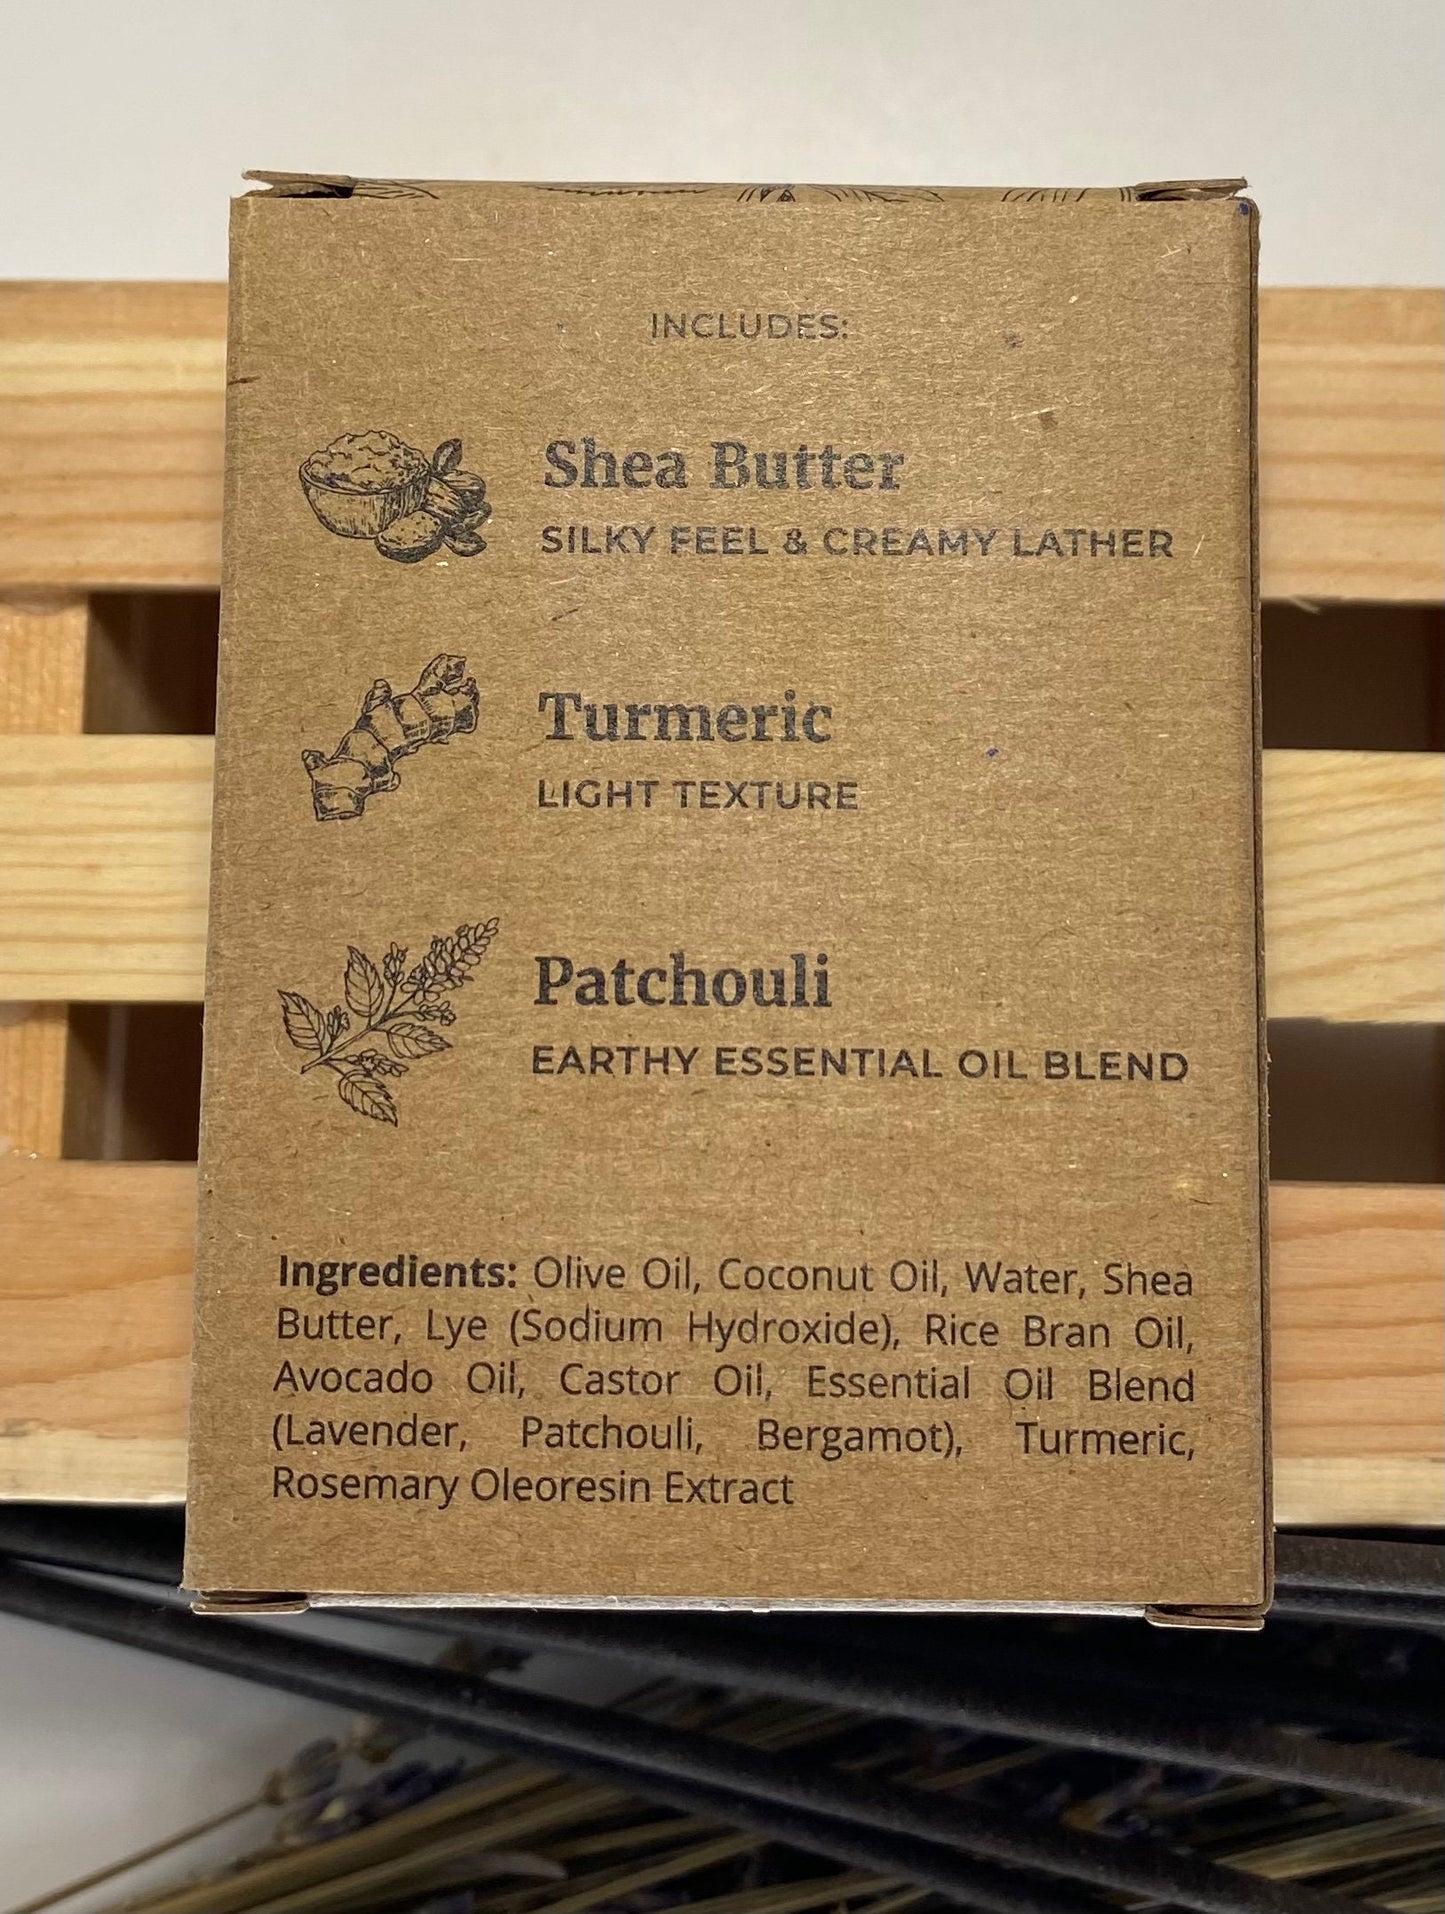 INCLUDES:
Shea Butter
SILKY FEEL & CREAMY LATHER
Turmeric
LIGHT TEXTURE
Patchouli
EARTHY ESSENTIAL OIL BLEND
Ingredients: Olive Oil, Coconut Oil, Water, Shea
Butter, Lye (Sodium Hydroxide), Rice Bran Oil,
Avocado Oil, Castor Oil, Essential Oil Blend
(Lavender, Patchouli, Bergamot), Turmeric,
Rosemary Oleoresin Extract